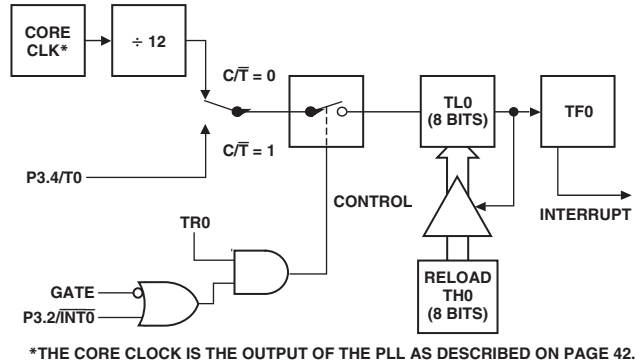 CORE
CLK*
÷ 12
C/T̅ = 0
TL0
(8 BITS)
TF0
C/T̅ = 1
P3.4/T0
CONTROL
INTERRUPT
TR0
RELOAD
TH0
(8 BITS)
GATE
P3.2/I̅N̅T̅0̅
*THE CORE CLOCK IS THE OUTPUT OF THE PLL AS DESCRIBED ON PAGE 42.